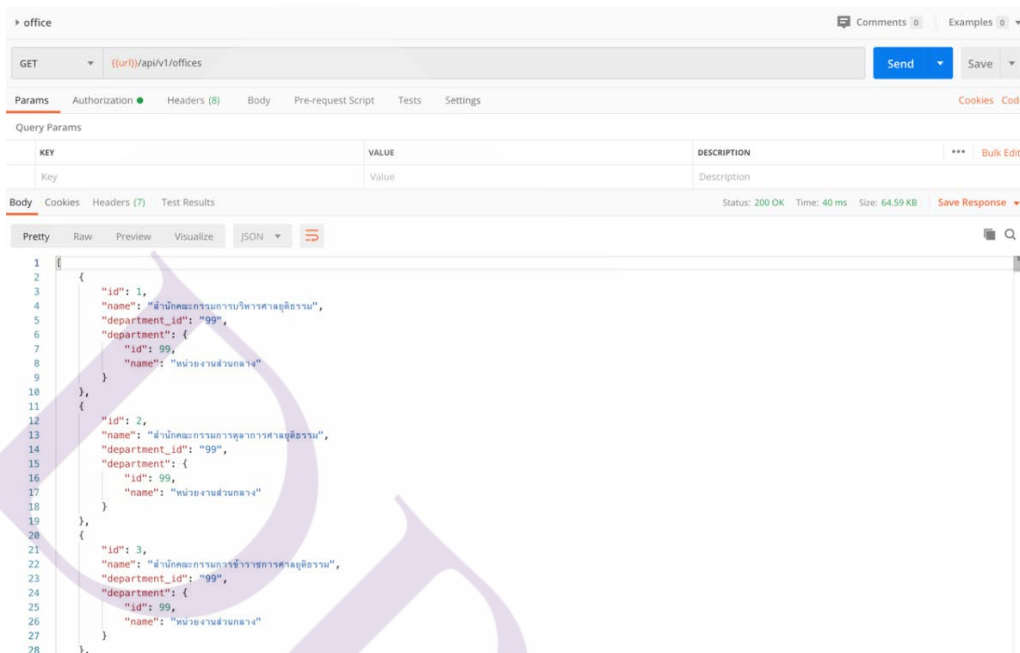 office Comments 0 Examples 0
GET {{url}}/api/v1/offices Send Save
Params Authorization Headers (8) Body Pre-request Script Tests Settings Cookies Cod
Query Params
KEY VALUE DESCRIPTION ••• Bulk Edit
Key Value Description
Body Cookies Headers (7) Test Results Status: 200 OK Time: 40 ms Size: 64.59 KB Save Response
Pretty Raw Preview Visualize JSON
1 [
2 {
3 "id": 1,
4 "name": "สำนักคณะกรรมการบริหารศาลยุติธรรม",
5 "department_id": "99",
6 "department": {
7 "id": 99,
8 "name": "หน่วยงานส่วนกลาง"
9 }
10 },
11 {
12 "id": 2,
13 "name": "สำนักคณะกรรมการตุลาการศาลยุติธรรม",
14 "department_id": "99",
15 "department": {
16 "id": 99,
17 "name": "หน่วยงานส่วนกลาง"
18 }
19 },
20 {
21 "id": 3,
22 "name": "สำนักคณะกรรมการข้าราชการศาลยุติธรรม",
23 "department_id": "99",
24 "department": {
25 "id": 99,
26 "name": "หน่วยงานส่วนกลาง"
27 }
28 },